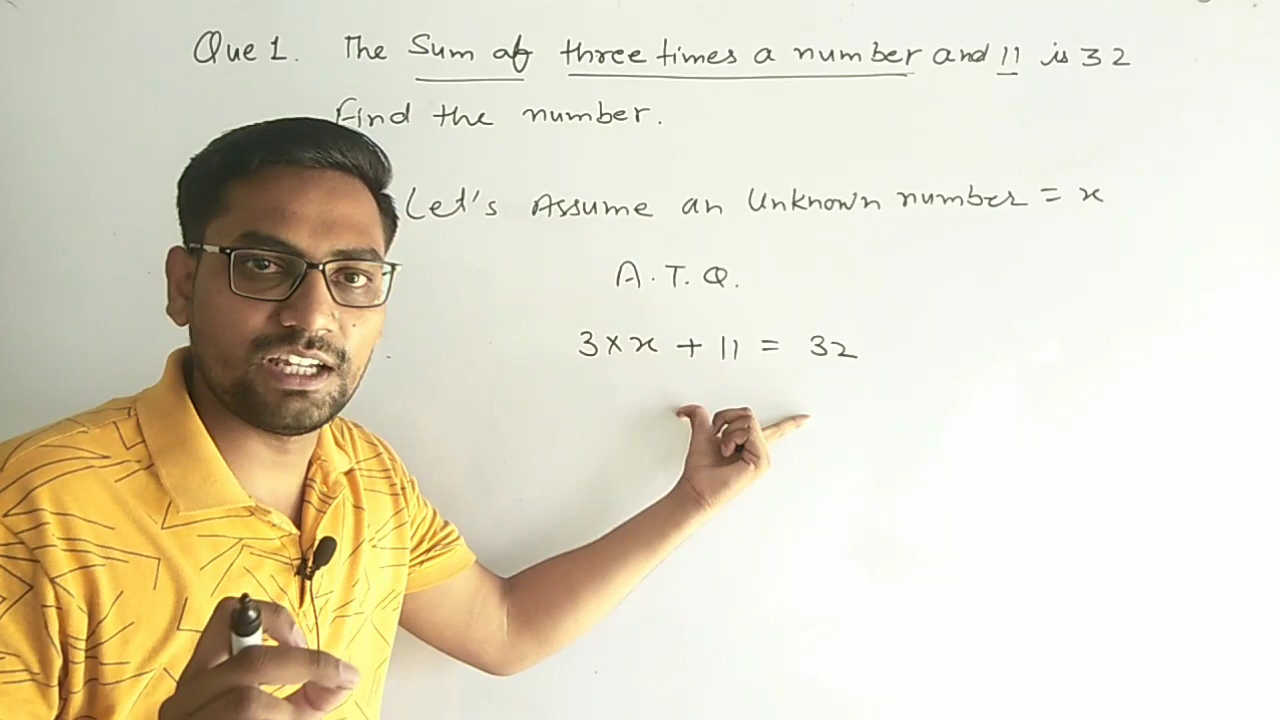 Que 1. The Sum of three times a number and 11 is 32
Find the number.
Let's Assume an Unknown number = x
A.T.Q.
3×x + 11 = 32